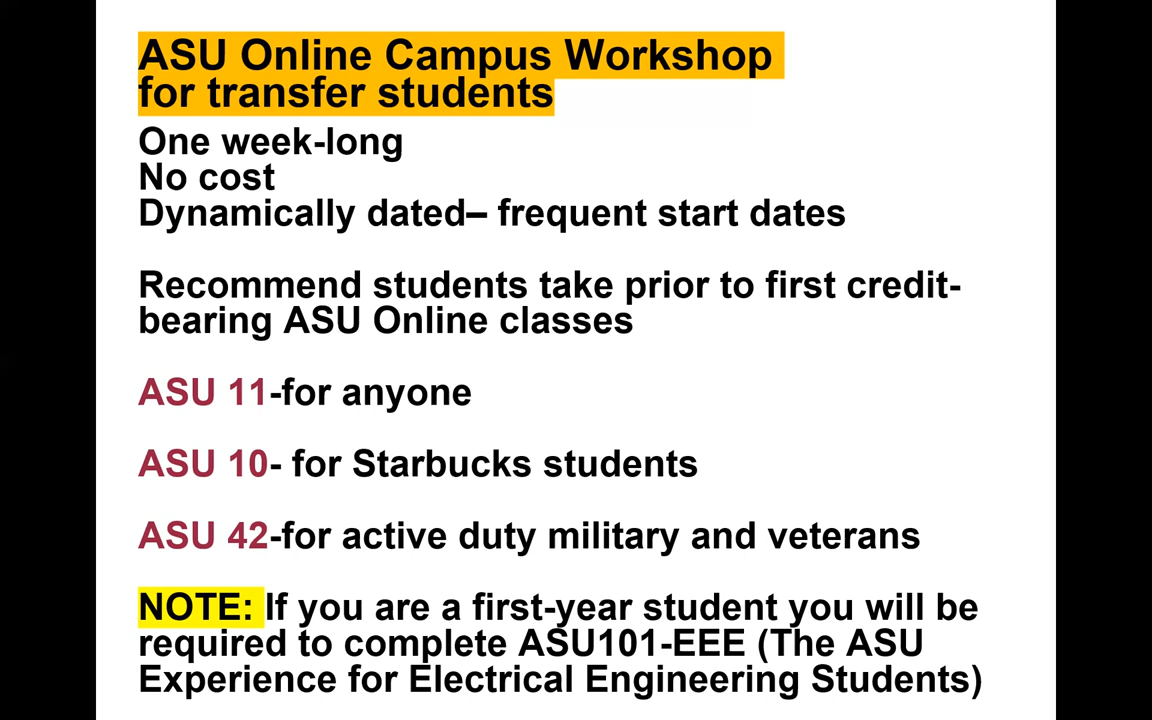 ASU Online Campus Workshop
for transfer students
One week-long
No cost
Dynamically dated– frequent start dates
Recommend students take prior to first credit-
bearing ASU Online classes
ASU 11-for anyone
ASU 10- for Starbucks students
ASU 42-for active duty military and veterans
NOTE: If you are a first-year student you will be
required to complete ASU101-EEE (The ASU
Experience for Electrical Engineering Students)